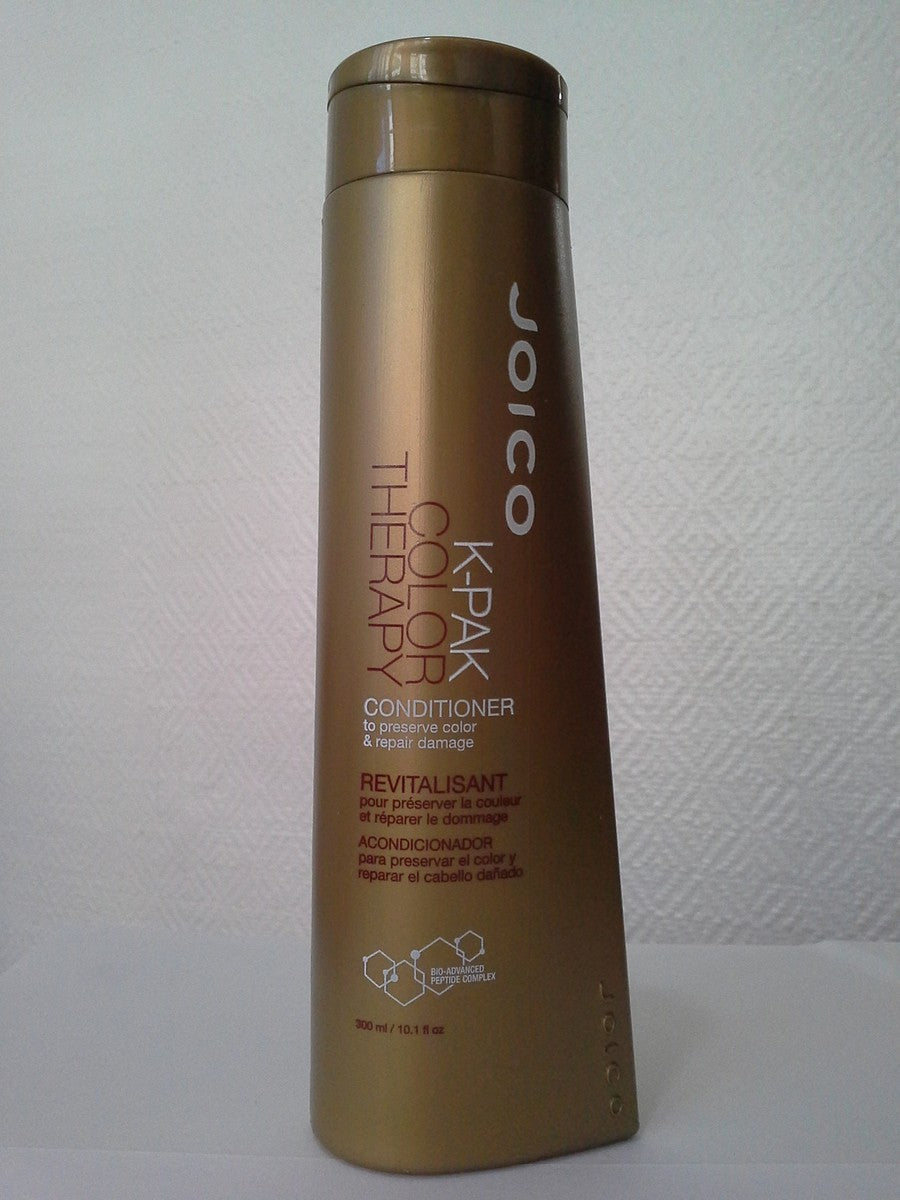 JOICO
K-PAK
COLOR
THERAPY
CONDITIONER
to preserve color
& repair damage
REVITALISANT
pour préserver la couleur
et réparer le dommage
ACONDICIONADOR
para preservar el color y
reparar el cabello dañado
BIO-ADVANCED
PEPTIDE COMPLEX
300 ml / 10.1 fl oz
JOICO